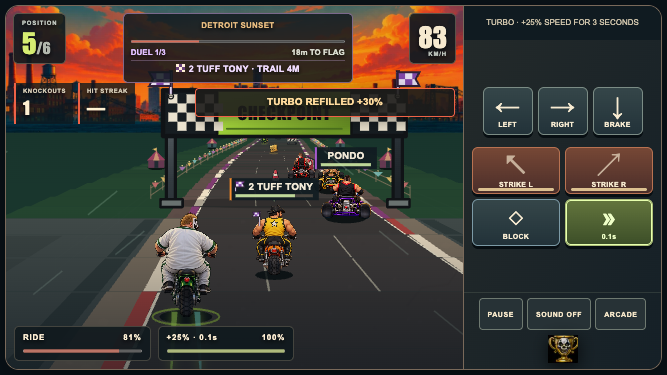 POSITION
5/6
DETROIT SUNSET
DUEL 1/3
18m TO FLAG
2 TUFF TONY · TRAIL 4M
83
KM/H
TURBO · +25% SPEED FOR 3 SECONDS
KNOCKOUTS
1
HIT STREAK
—
TURBO REFILLED +30%
CHECKPOINT
PONDO
2 TUFF TONY
LEFT
RIGHT
BRAKE
STRIKE L
STRIKE R
BLOCK
0.1s
PAUSE
SOUND OFF
ARCADE
RIDE
81%
+25% · 0.1s
100%